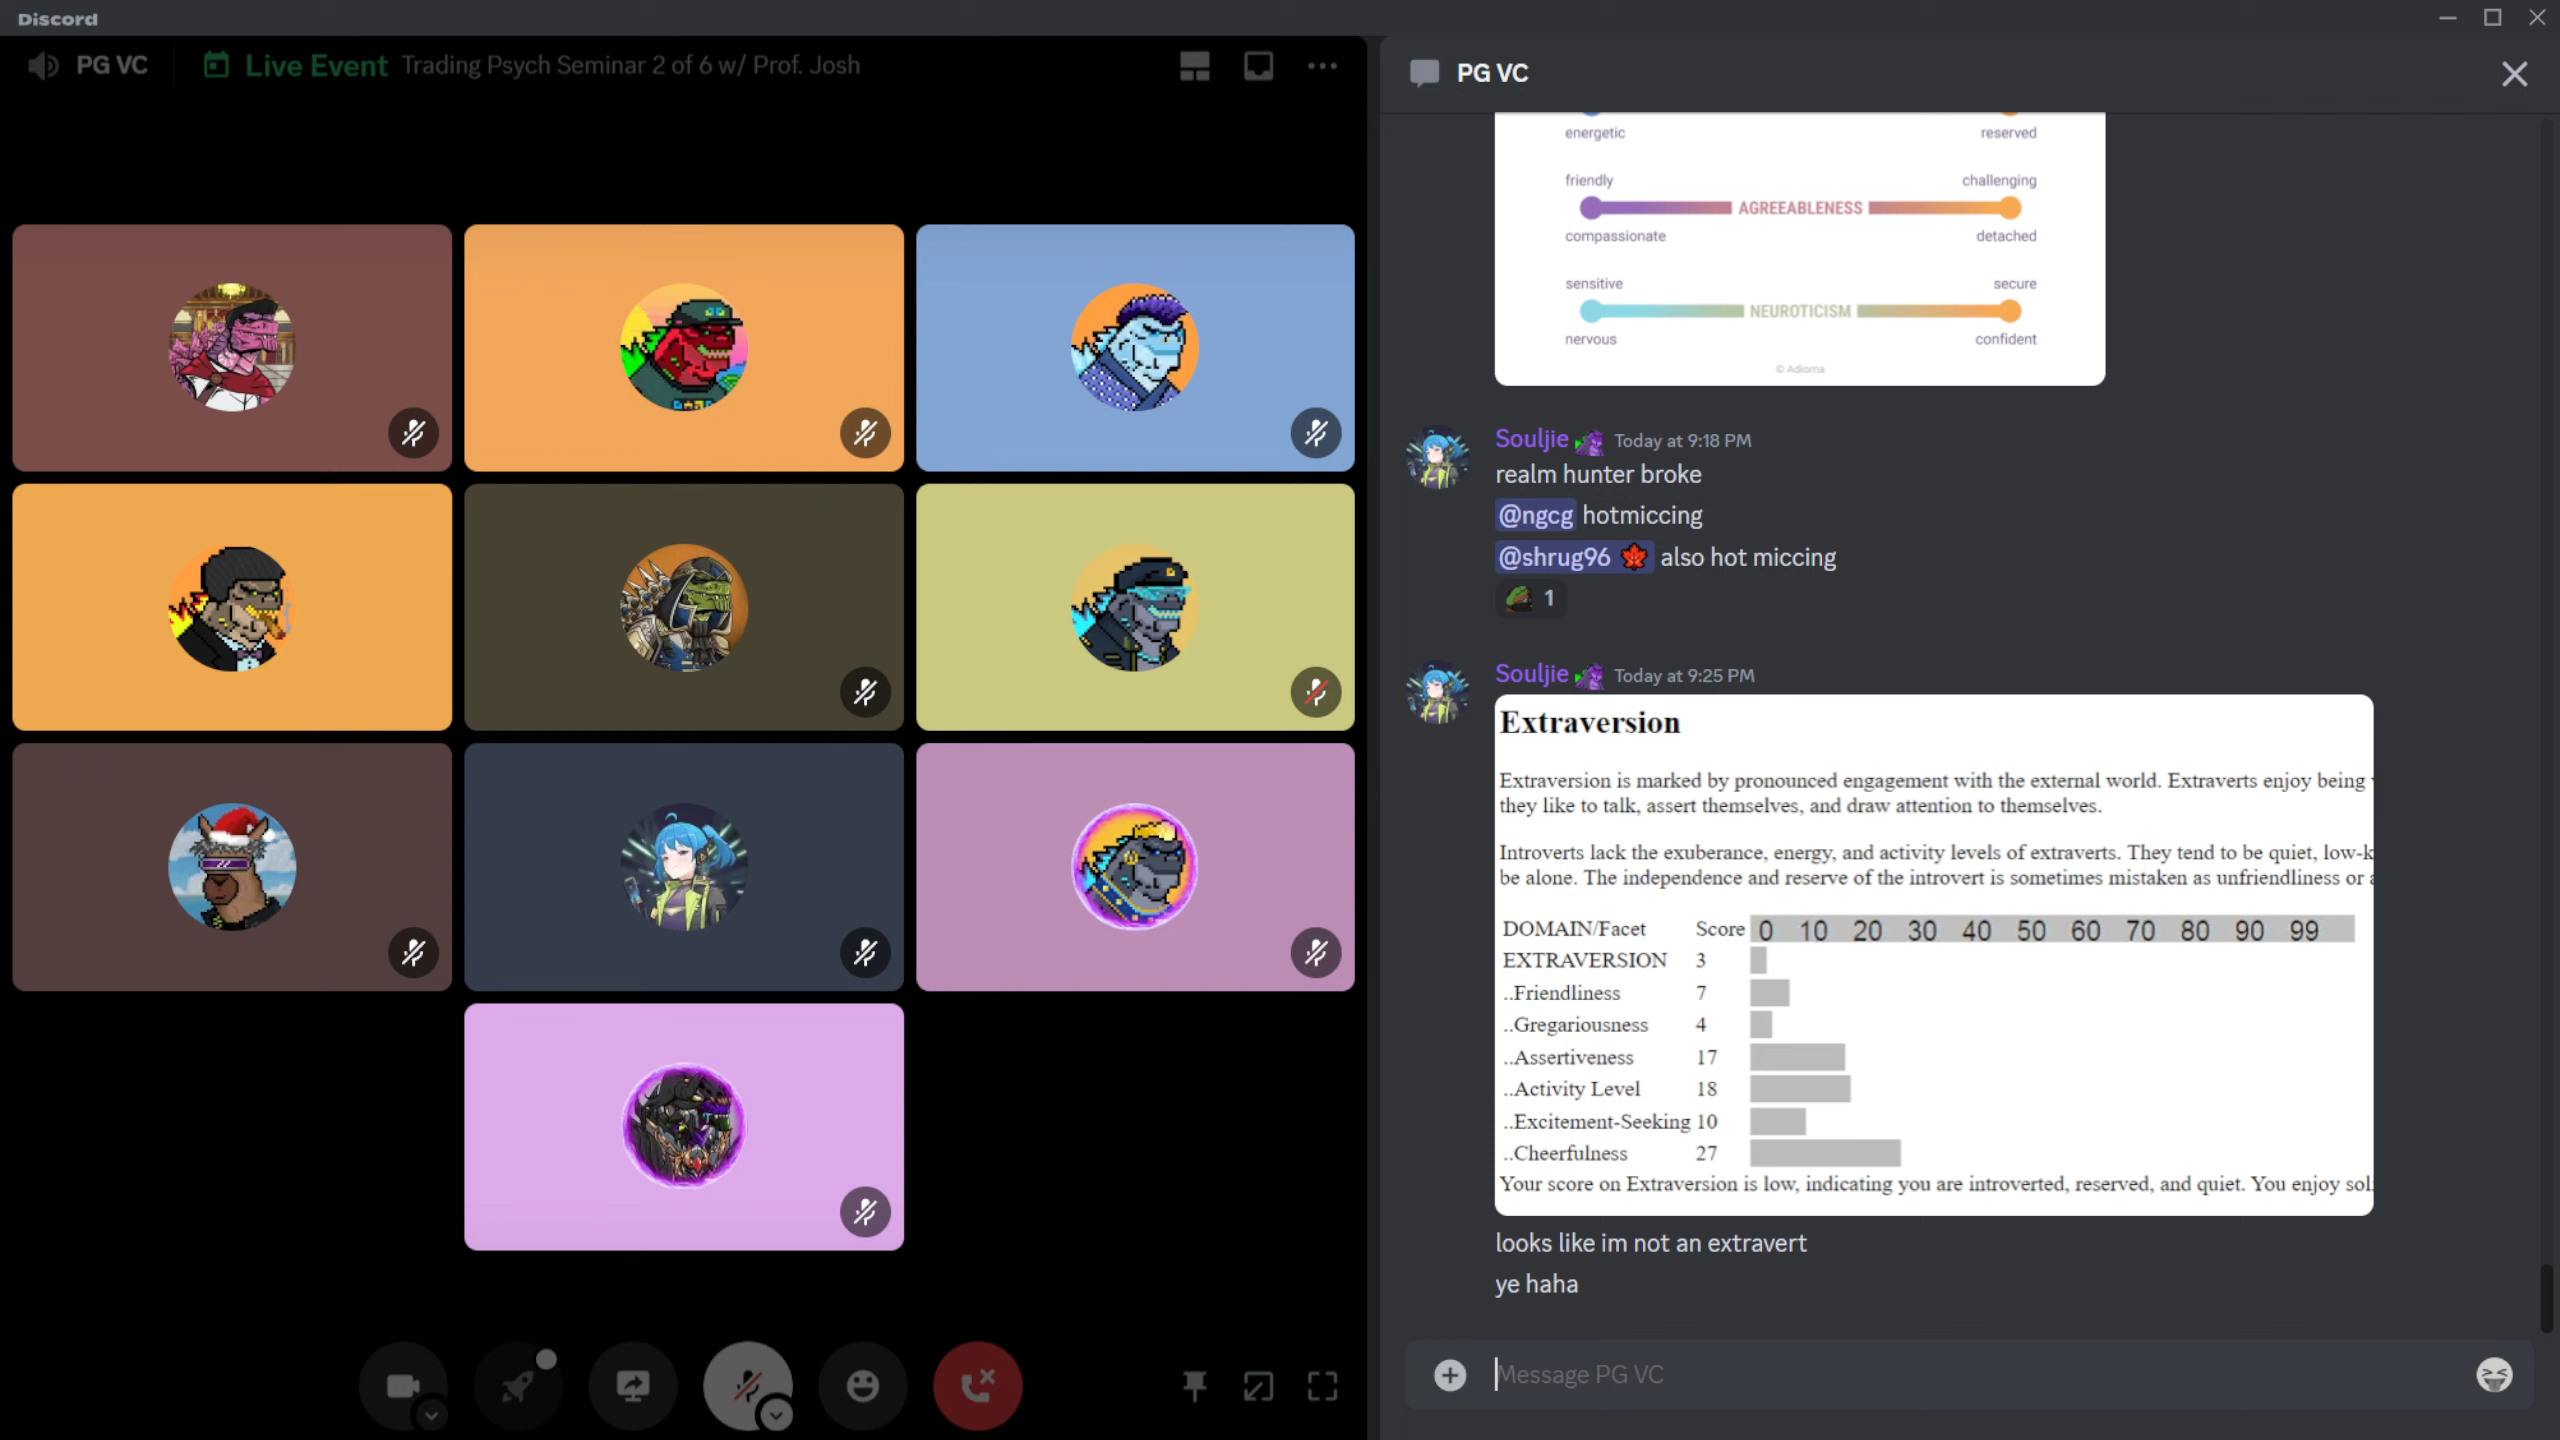 Discord
PG VC
Live Event Trading Psych Seminar 2 of 6 w/ Prof. Josh
PG VC
energetic reserved
friendly challenging
AGREEABLENESS
compassionate detached
sensitive secure
NEUROTICISM
nervous confident
© Adioma
Souljie Today at 9:18 PM
realm hunter broke
@ngcg hotmiccing
@shrug96 🍁 also hot miccing
1
Souljie Today at 9:25 PM
Extraversion
Extraversion is marked by pronounced engagement with the external world. Extraverts enjoy being
they like to talk, assert themselves, and draw attention to themselves.
Introverts lack the exuberance, energy, and activity levels of extraverts. They tend to be quiet, low-k
be alone. The independence and reserve of the introvert is sometimes mistaken as unfriendliness or
DOMAIN/Facet Score 0 10 20 30 40 50 60 70 80 90 99
EXTRAVERSION 3
..Friendliness 7
..Gregariousness 4
..Assertiveness 17
..Activity Level 18
..Excitement-Seeking 10
..Cheerfulness 27
Your score on Extraversion is low, indicating you are introverted, reserved, and quiet. You enjoy sol
looks like im not an extravert
ye haha
Message PG VC